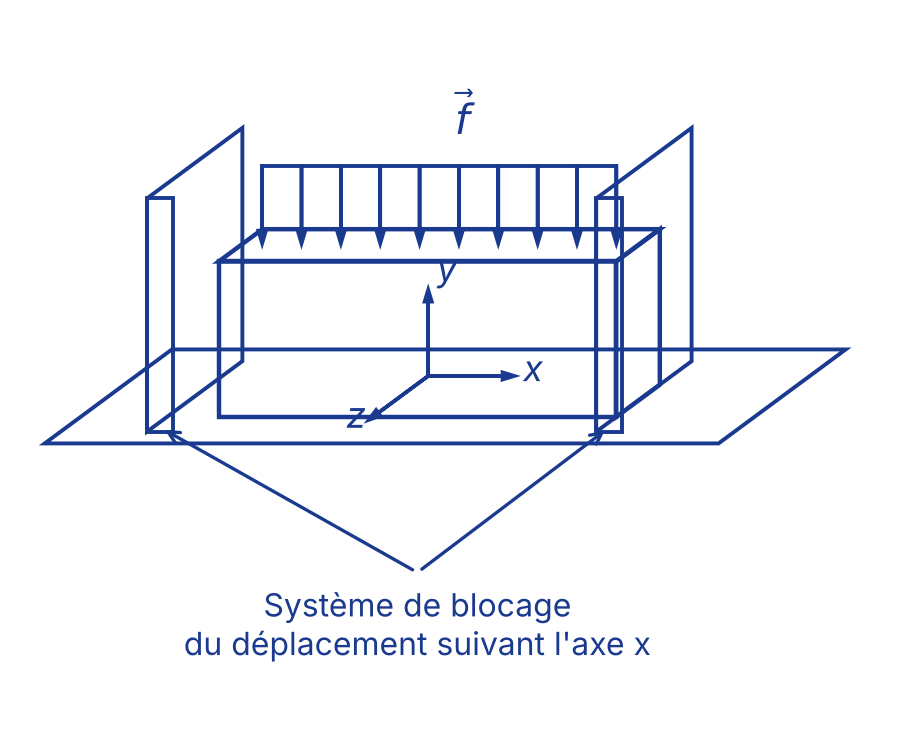 f⃗
y
x
z
Système de blocage
du déplacement suivant l'axe x